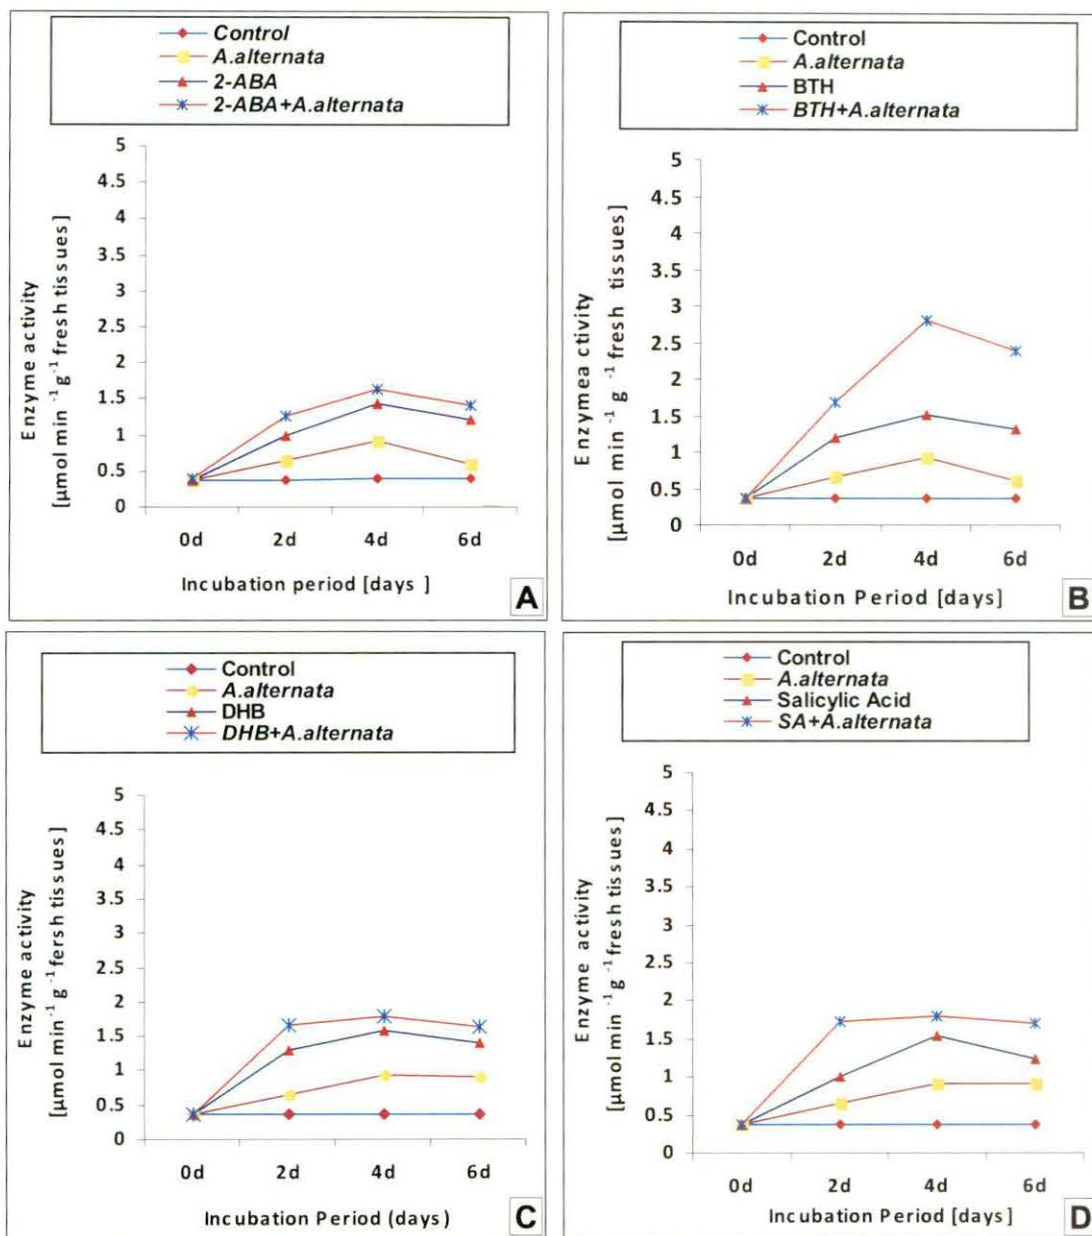 Control
A.alternata
2-ABA
2-ABA+A.alternata
5
4.5
4
3.5
3
2.5
2
1.5
1
0.5
0
Enzyme activity
[µmol min -1 g -1 fresh tissues]
0d 2d 4d 6d
Incubation period [days ]
A
Control
A.alternata
BTH
BTH+A.alternata
5
4.5
4
3.5
3
2.5
2
1.5
1
0.5
0
Enzymea ctivity
[µmol min -1 g -1 fresh tissues]
0d 2d 4d 6d
Incubation Period [days]
B
Control
A.alternata
DHB
DHB+A.alternata
5
4.5
4
3.5
3
2.5
2
1.5
1
0.5
0
Enzyme activity
[µmol min -1 g -1 fersh tissues]
0d 2d 4d 6d
Incubation Period (days)
C
Control
A.alternata
Salicylic Acid
SA+A.alternata
5
4.5
4
3.5
3
2.5
2
1.5
1
0.5
0
Enzyme activity
[µmol min -1 g -1 fresh tissues]
0d 2d 4d 6d
Incubation Period [days]
D